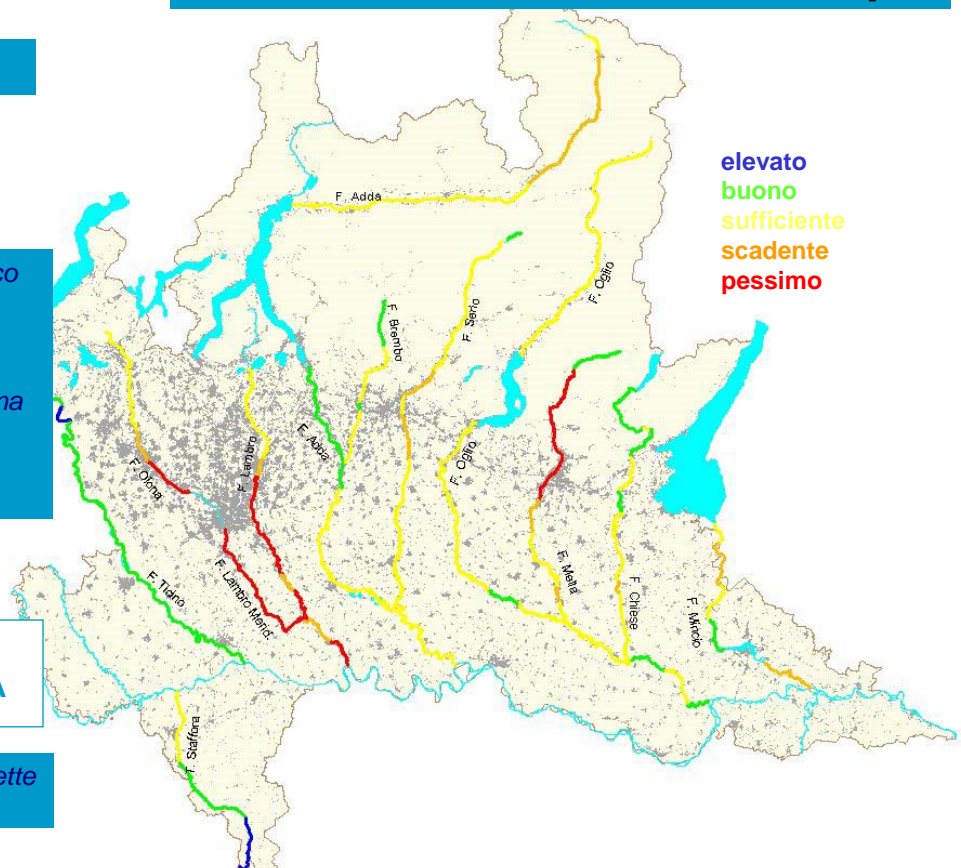 elevato
buono
sufficiente
scadente
pessimo
F. Adda
F. Oglio
F. Serio
F. Brembo
F. Adda
F. Lambro
F. Olona
F. Oglio
F. Ticino
F. Lambro Merid.
F. Mella
F. Chiese
F. Mincio
T. Staffora